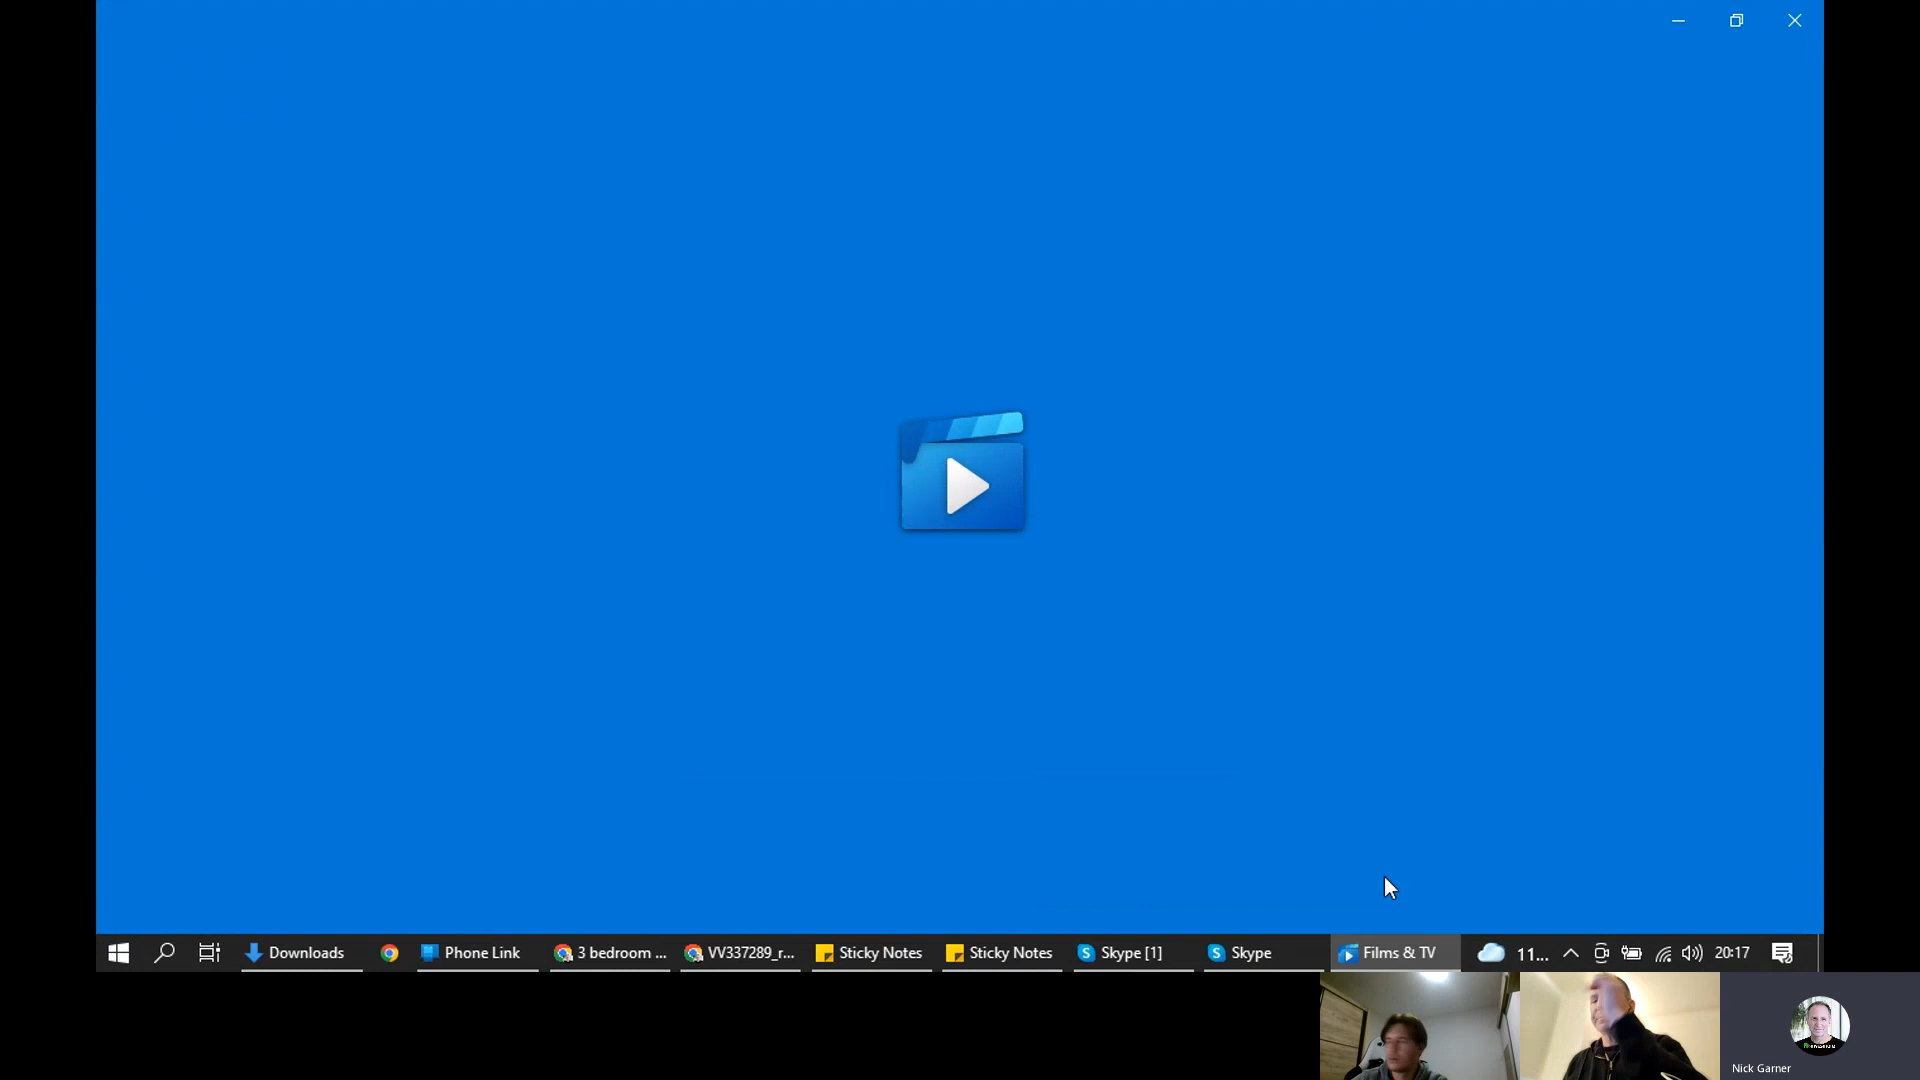 Downloads
Phone Link
3 bedroom ...
VV337289_r...
Sticky Notes
Sticky Notes
Skype [1]
Skype
Films & TV
11...
20:17
Nick Garner